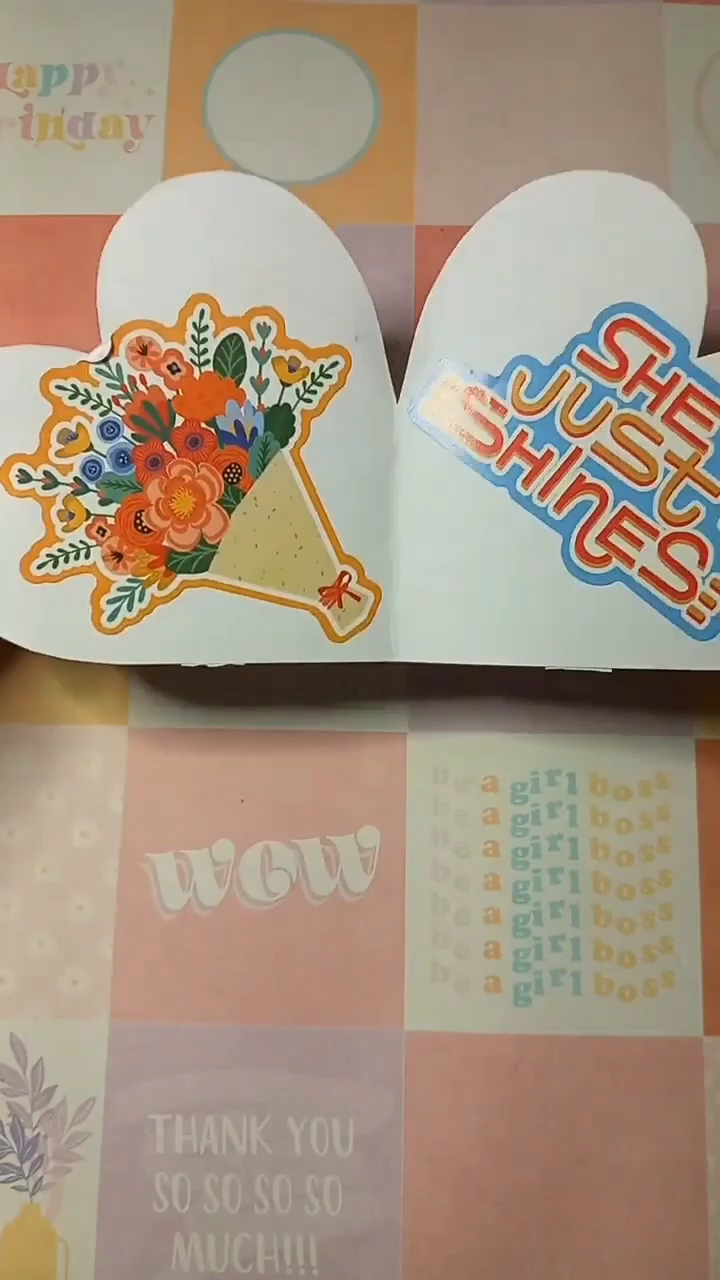 Happy
Birthday
SHE
JUST
SHINES
WOW
be a girl boss
be a girl boss
be a girl boss
be a girl boss
be a girl boss
be a girl boss
be a girl boss
THANK YOU
SO SO SO SO
MUCH!!!